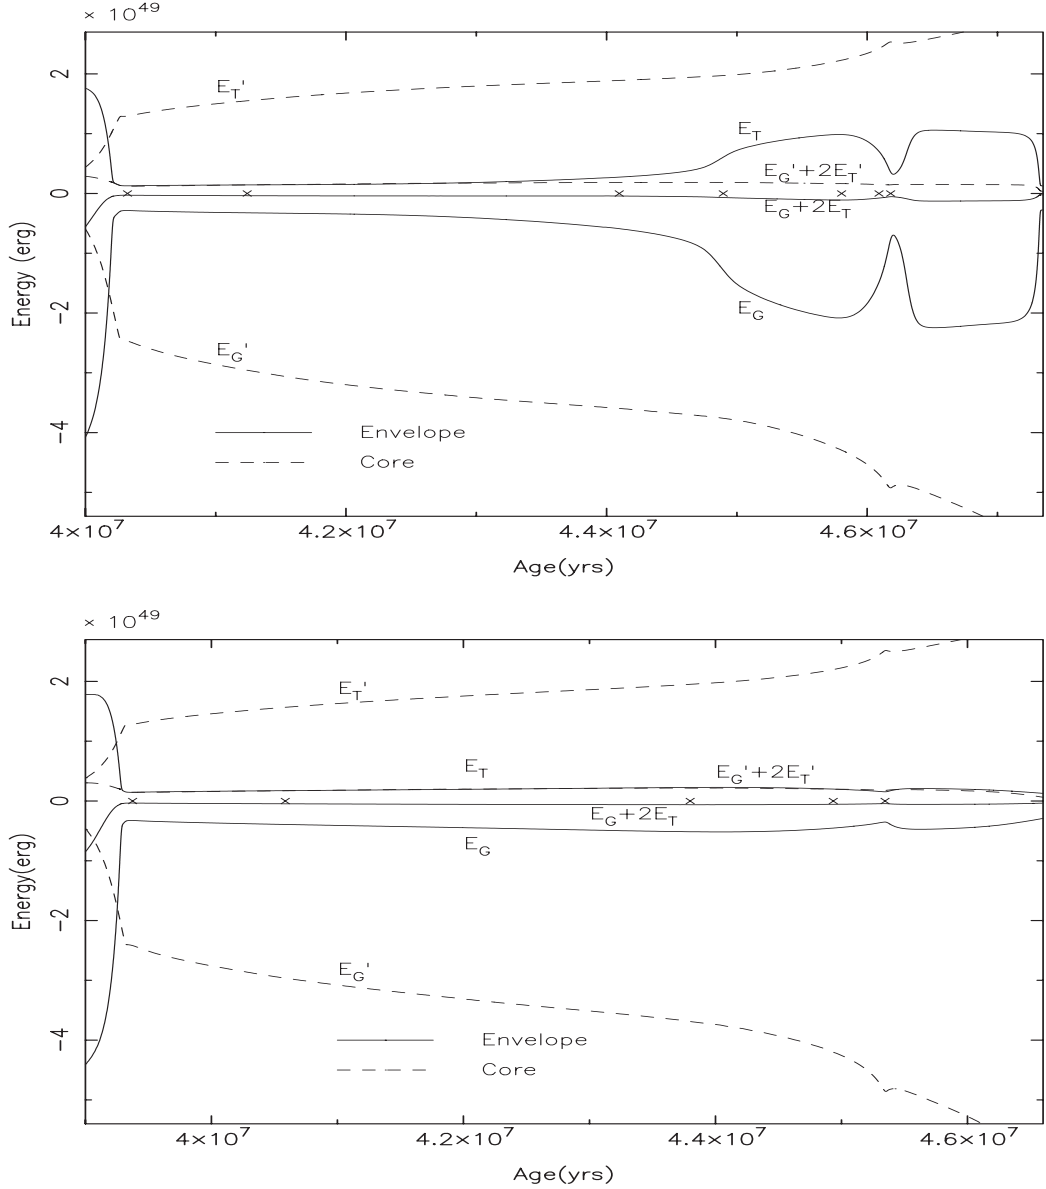 × 10^49
2
0
−2
−4
Energy (erg)
E_T'
E_T
E_G'+2E_T'
E_G+2E_T
E_G
E_G'
Envelope
Core
4×10^7
4.2×10^7
4.4×10^7
4.6×10^7
Age(yrs)
× 10^49
2
0
−2
−4
Energy(erg)
E_T'
E_T
E_G'+2E_T'
E_G+2E_T
E_G
E_G'
Envelope
Core
4×10^7
4.2×10^7
4.4×10^7
4.6×10^7
Age(yrs)